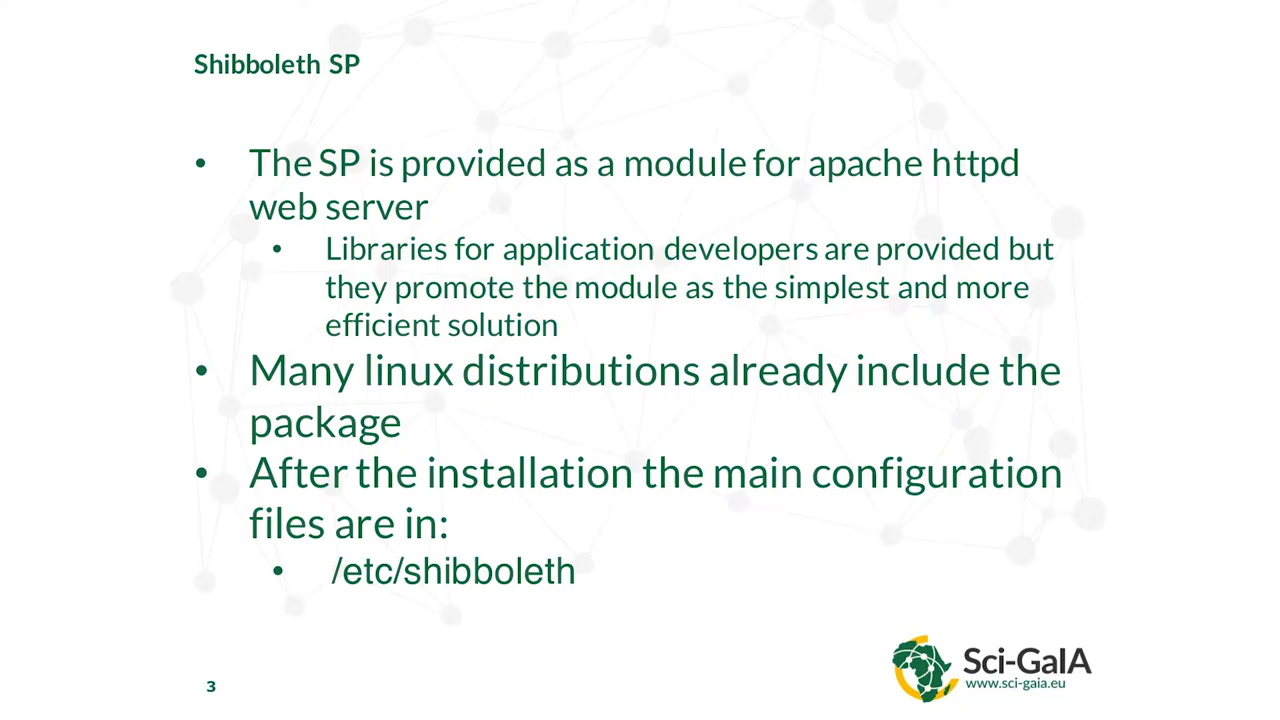 Shibboleth SP
• The SP is provided as a module for apache httpd
web server
• Libraries for application developers are provided but
they promote the module as the simplest and more
efficient solution
• Many linux distributions already include the
package
• After the installation the main configuration
files are in:
• /etc/shibboleth
Sci-GaIA
www.sci-gaia.eu
3